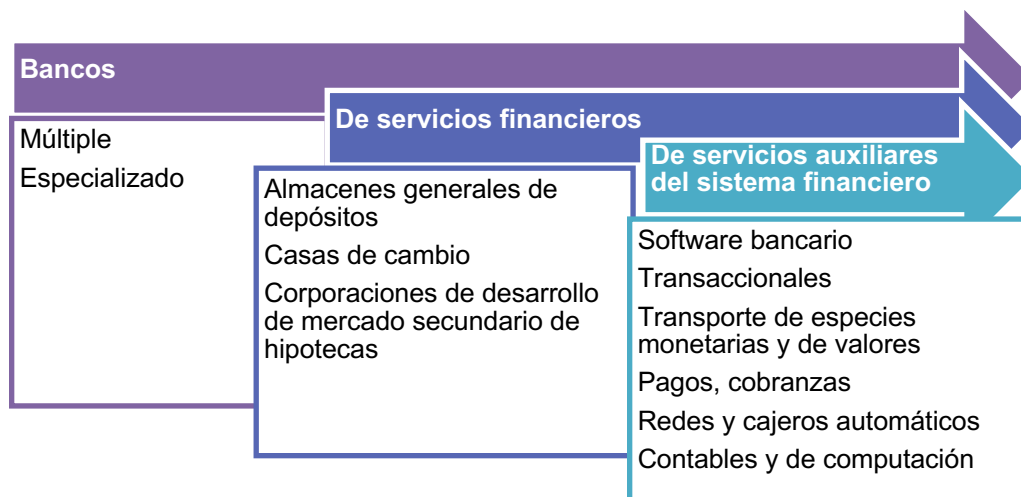 Bancos
Múltiple
Especializado
De servicios financieros
Almacenes generales de
depósitos
Casas de cambio
Corporaciones de desarrollo
de mercado secundario de
hipotecas
De servicios auxiliares
del sistema financiero
Software bancario
Transaccionales
Transporte de especies
monetarias y de valores
Pagos, cobranzas
Redes y cajeros automáticos
Contables y de computación